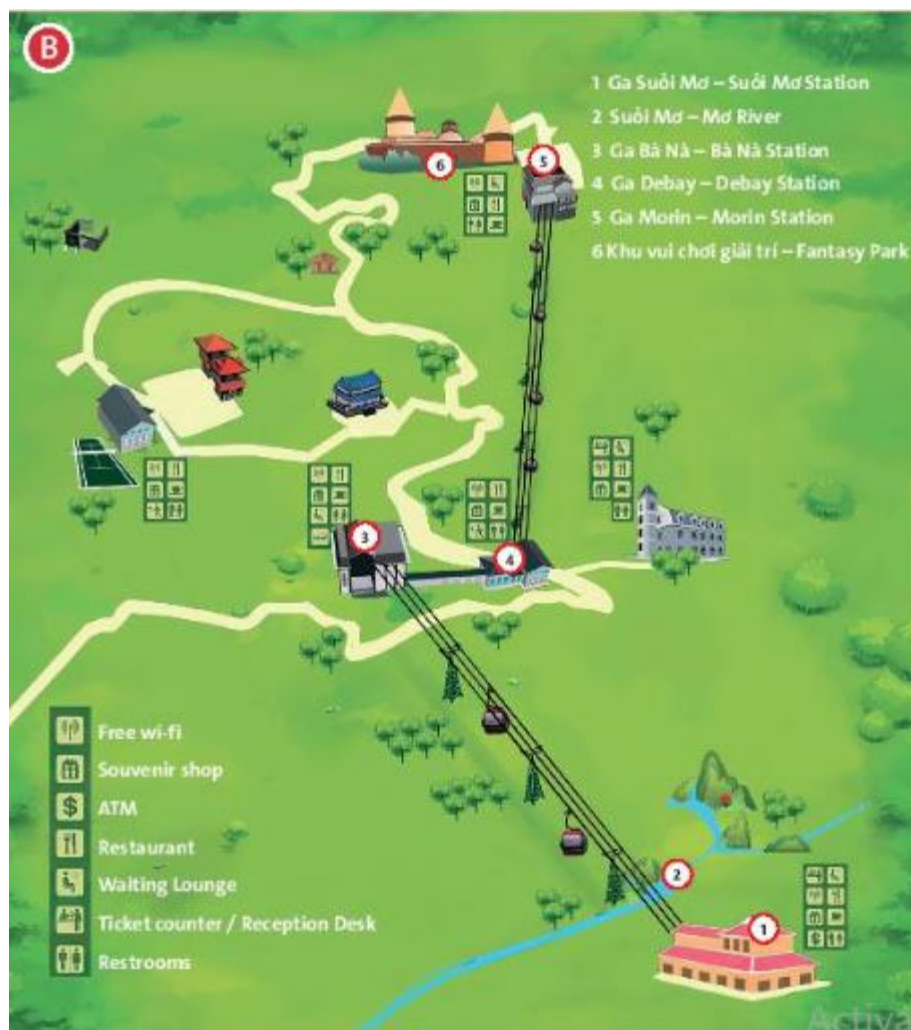 B
1 Ga Suối Mơ – Suối Mơ Station
2 Suối Mơ – Mơ River
3 Ga Bà Nà – Bà Nà Station
4 Ga Debay – Debay Station
5 Ga Morin – Morin Station
6 Khu vui chơi giải trí – Fantasy Park
6
5
3
4
Free wi-fi
Souvenir shop
$ ATM
Restaurant
Waiting Lounge
Ticket counter / Reception Desk
Restrooms
2
1
Activa